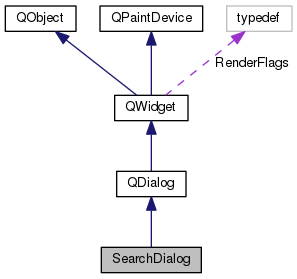 QObject
QPaintDevice
typedef
RenderFlags
QWidget
QDialog
SearchDialog